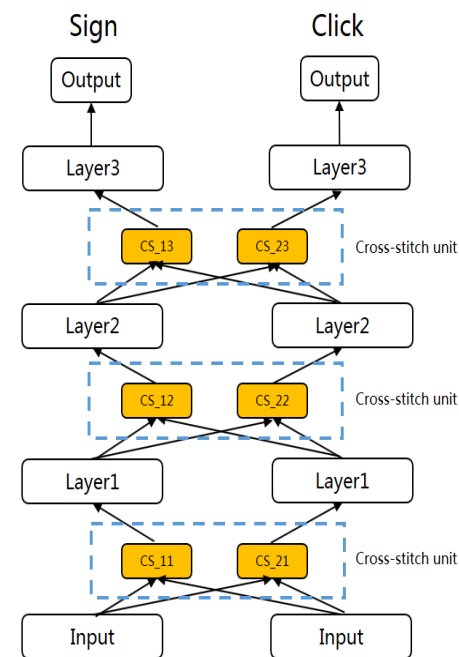 Sign Click
Output Output
Layer3 Layer3
CS_13 CS_23 Cross-stitch unit
Layer2 Layer2
CS_12 CS_22 Cross-stitch unit
Layer1 Layer1
CS_11 CS_21 Cross-stitch unit
Input Input